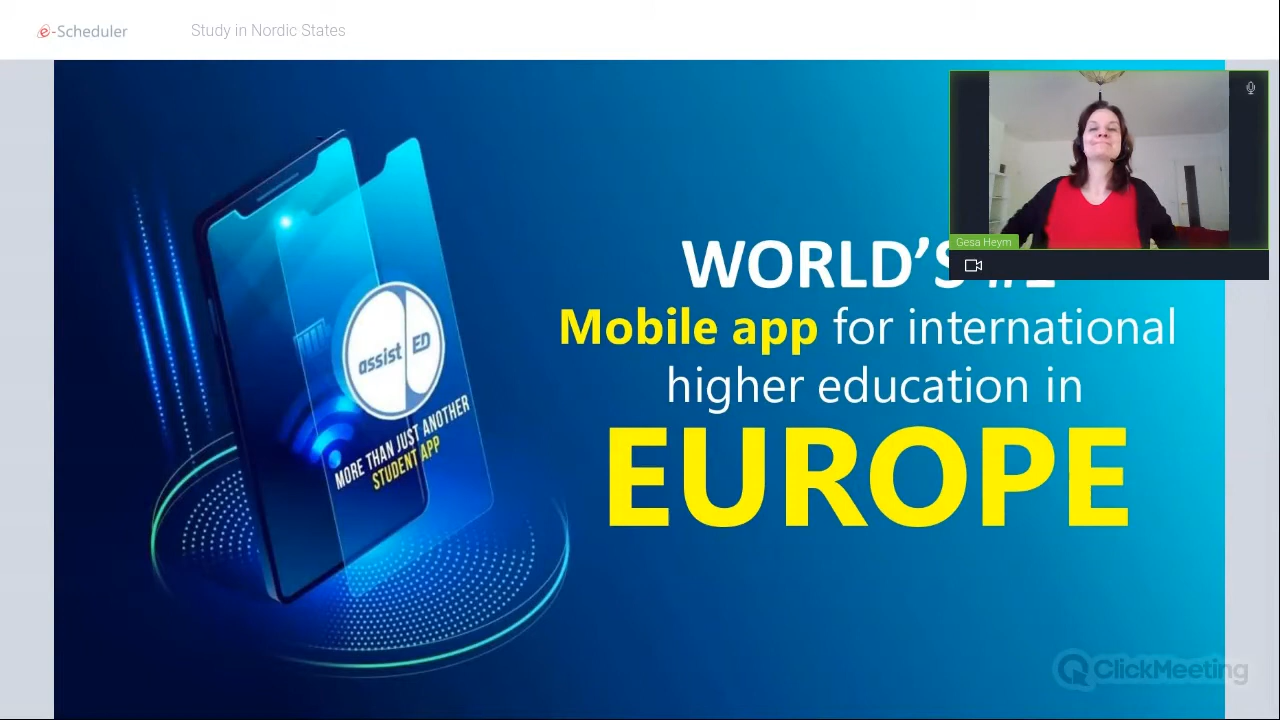 e-Scheduler
Study in Nordic States
Gesa Heym
WORLD'S
Mobile app for international
higher education in
EUROPE
assist ED
MORE THAN JUST ANOTHER
STUDENT APP
ClickMeeting